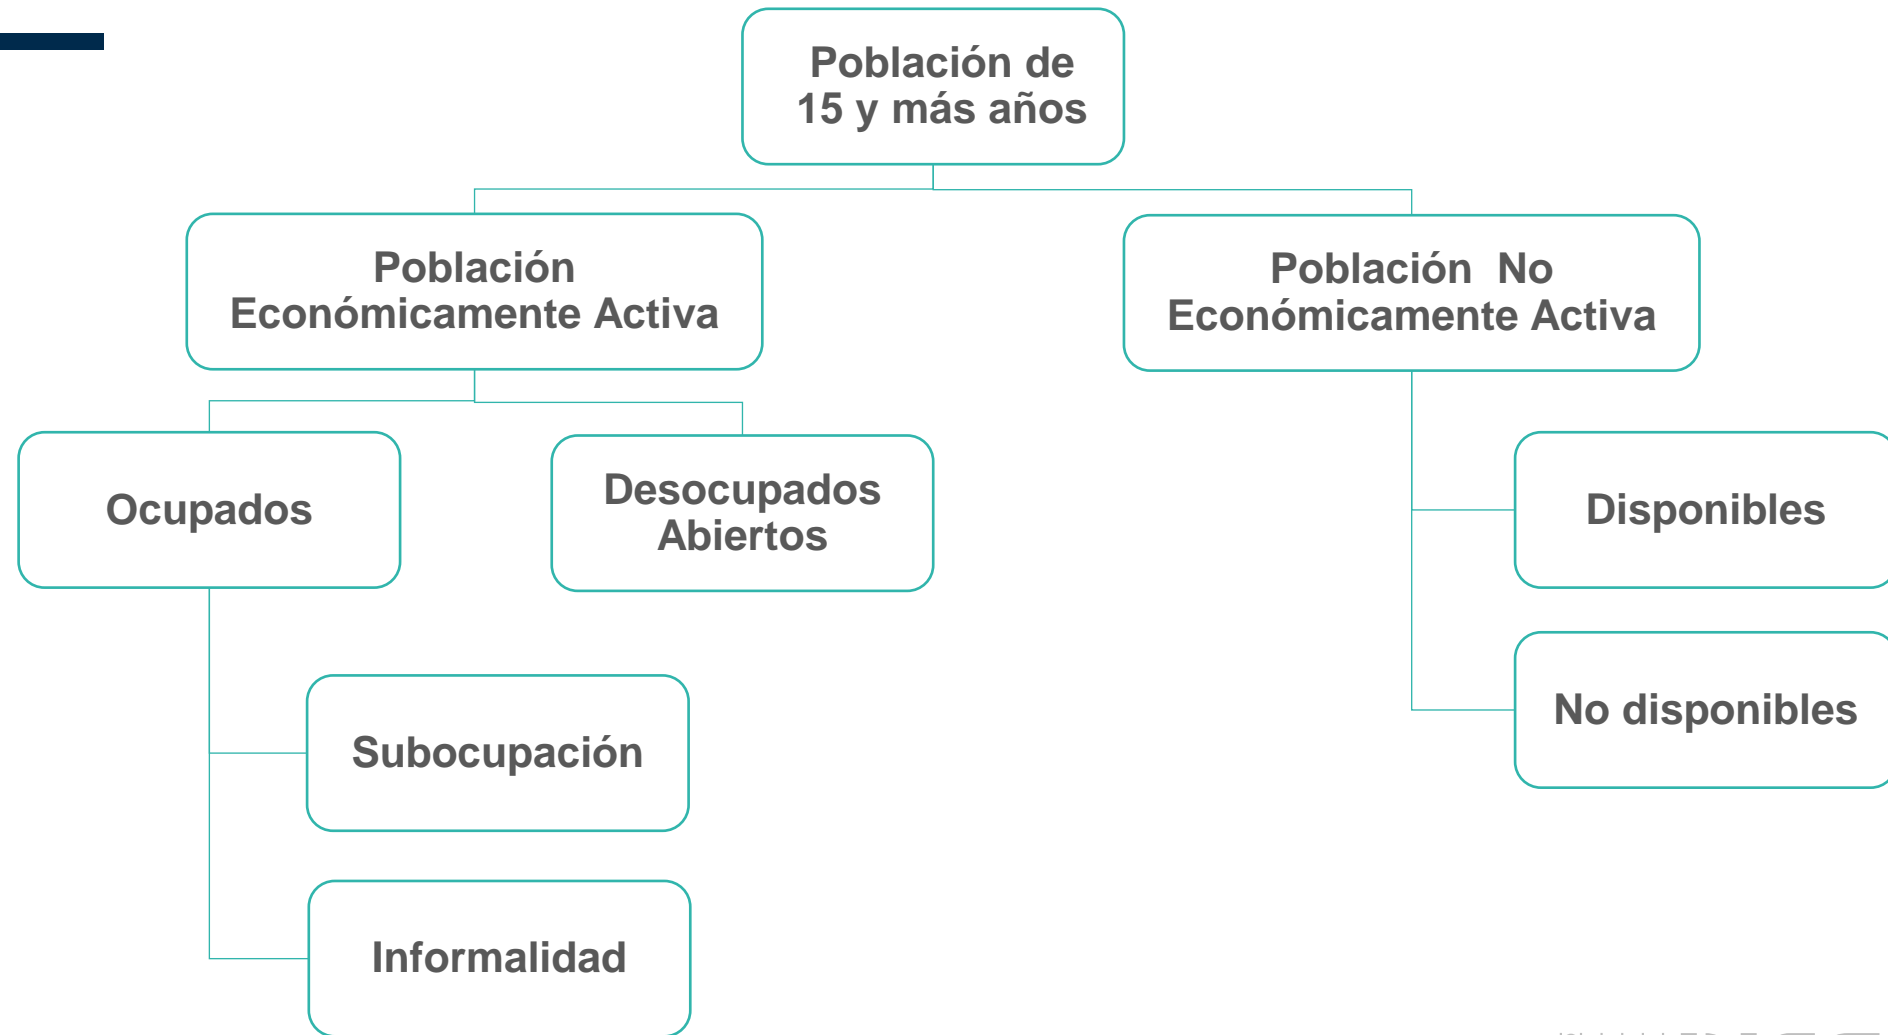 Población de
15 y más años
Población
Económicamente Activa
Población No
Económicamente Activa
Ocupados
Desocupados
Abiertos
Disponibles
No disponibles
Subocupación
Informalidad